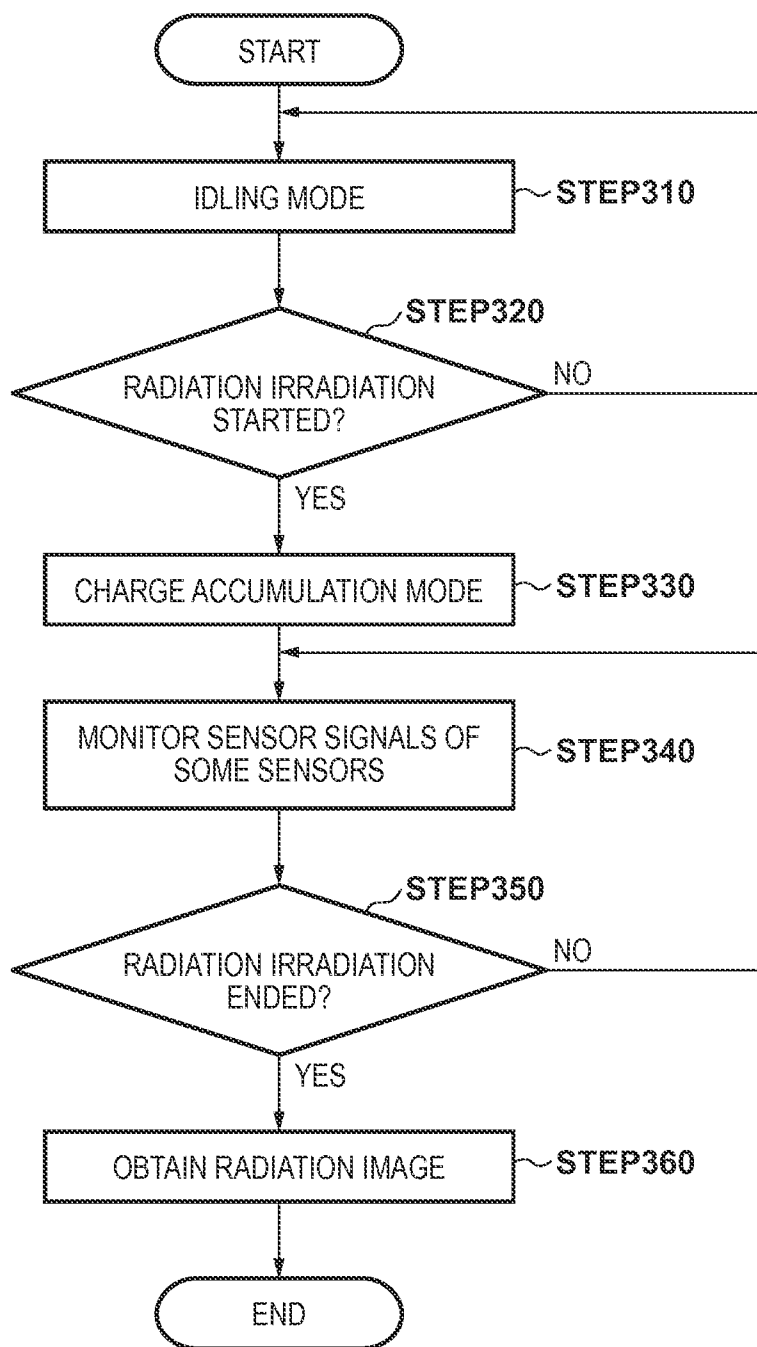 START
IDLING MODE
STEP310
STEP320
RADIATION IRRADIATION
STARTED?
NO
YES
CHARGE ACCUMULATION MODE
STEP330
MONITOR SENSOR SIGNALS OF
SOME SENSORS
STEP340
STEP350
RADIATION IRRADIATION
ENDED?
NO
YES
OBTAIN RADIATION IMAGE
STEP360
END